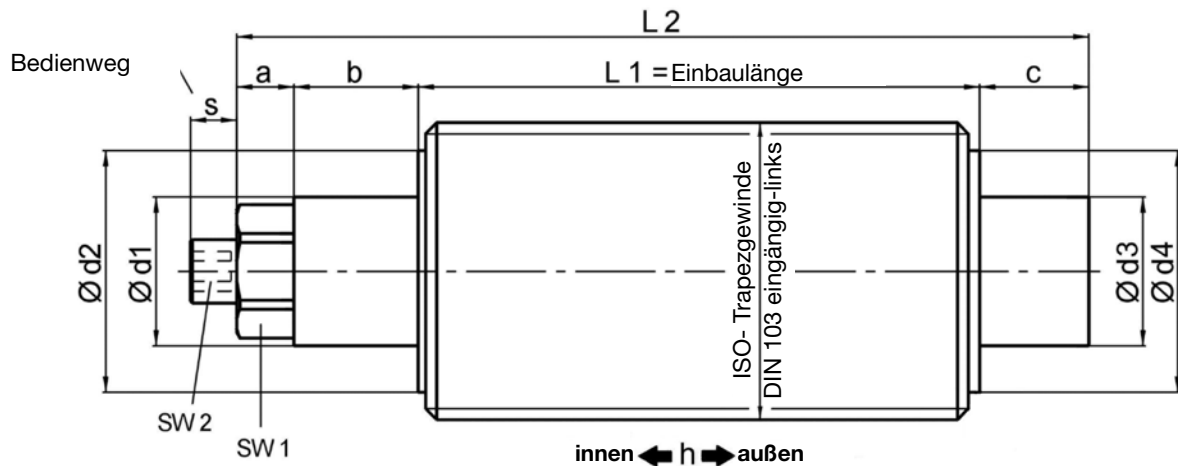 L 2
Bedienweg
a
b
L 1 = Einbaulänge
c
s
Ø d2
Ø d1
ISO- Trapezgewinde
DIN 103 eingängig-links
Ø d3
Ø d4
SW 2
SW 1
innen h außen